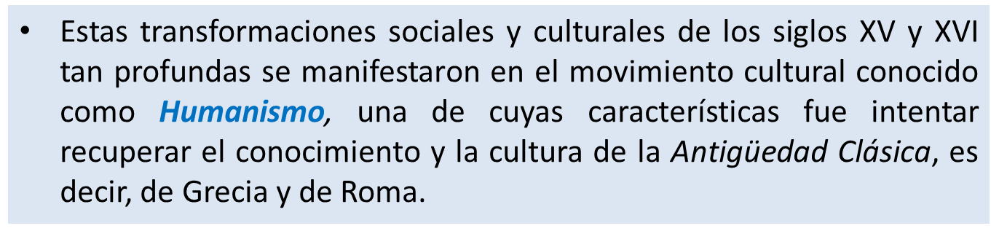 • Estas transformaciones sociales y culturales de los siglos XV y XVI
tan profundas se manifestaron en el movimiento cultural conocido
como Humanismo, una de cuyas características fue intentar
recuperar el conocimiento y la cultura de la Antigüedad Clásica, es
decir, de Grecia y de Roma.